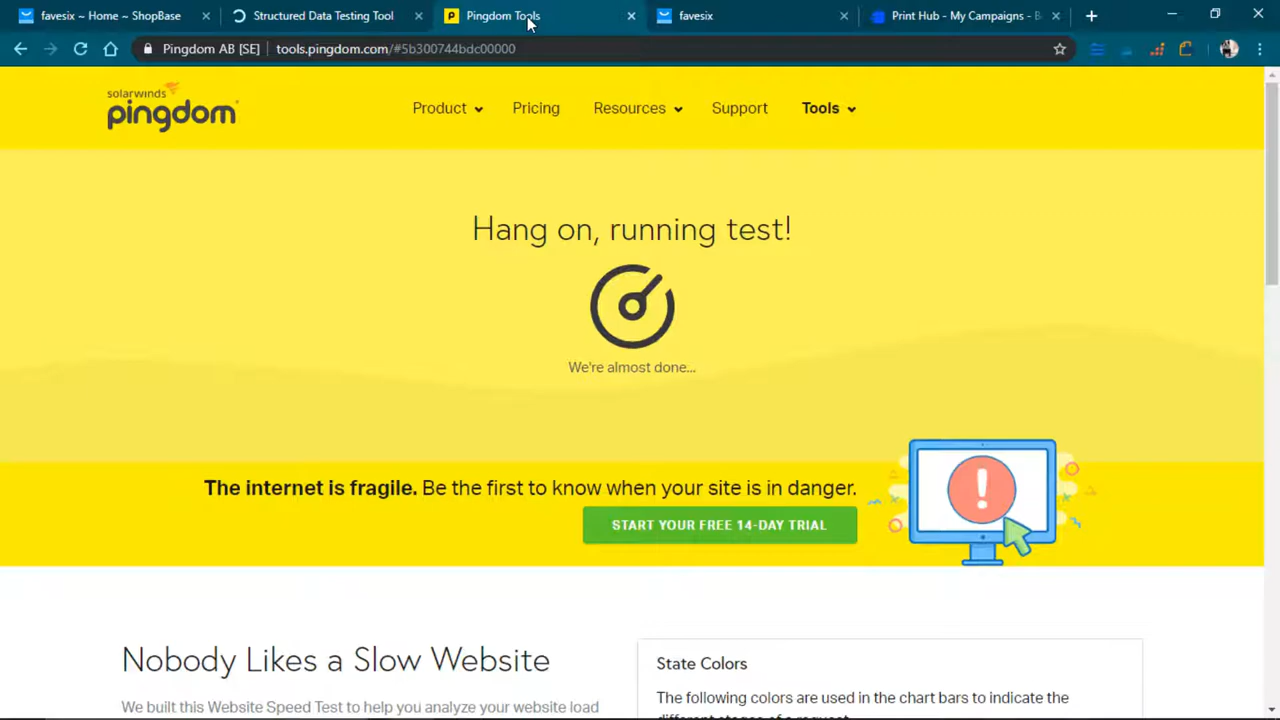 favesix ~ Home ~ ShopBase
Structured Data Testing Tool
Pingdom Tools
favesix
Print Hub - My Campaigns - B
Pingdom AB [SE]
tools.pingdom.com/#5b300744bdc00000
solarwinds
pingdom
Product
Pricing
Resources
Support
Tools
Hang on, running test!
We're almost done...
The internet is fragile. Be the first to know when your site is in danger.
START YOUR FREE 14-DAY TRIAL
Nobody Likes a Slow Website
We built this Website Speed Test to help you analyze your website load
State Colors
The following colors are used in the chart bars to indicate the
different stages of a request.